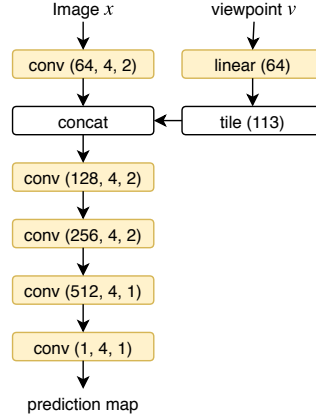 Image x
viewpoint v
conv (64, 4, 2)
linear (64)
concat
tile (113)
conv (128, 4, 2)
conv (256, 4, 2)
conv (512, 4, 1)
conv (1, 4, 1)
prediction map